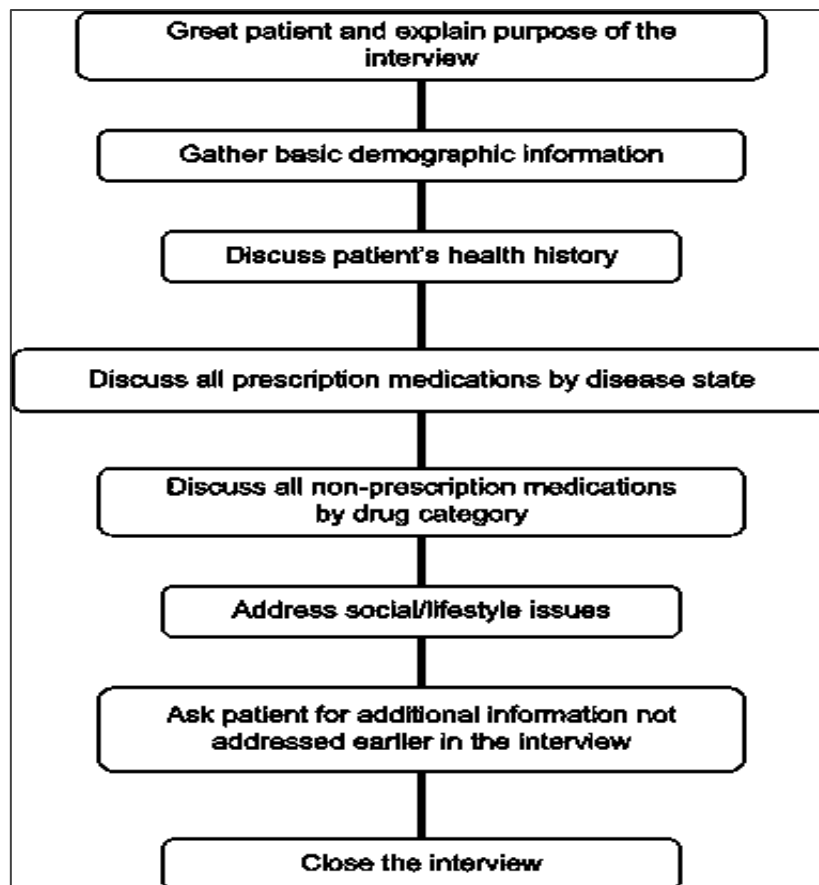 Greet patient and explain purpose of the
interview
Gather basic demographic information
Discuss patient's health history
Discuss all prescription medications by disease state
Discuss all non-prescription medications
by drug category
Address social/lifestyle issues
Ask patient for additional information not
addressed earlier in the interview
Close the interview